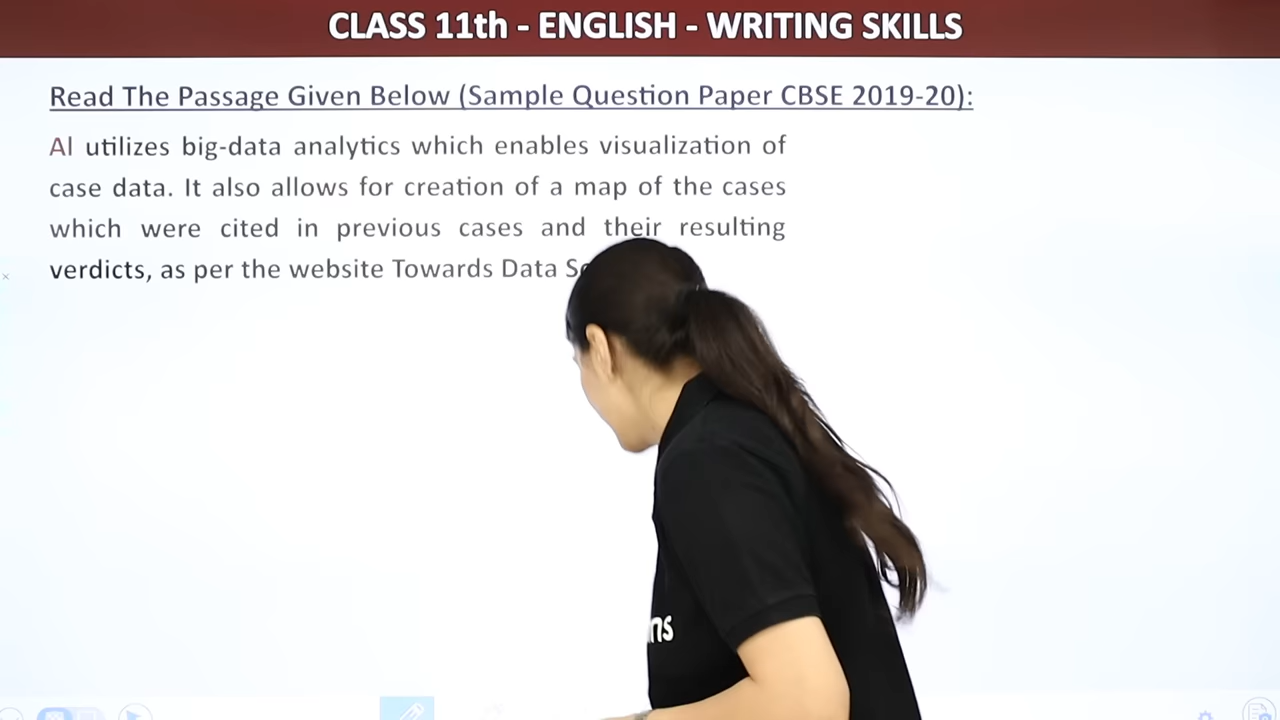 CLASS 11th - ENGLISH - WRITING SKILLS
Read The Passage Given Below (Sample Question Paper CBSE 2019-20):
AI utilizes big-data analytics which enables visualization of
case data. It also allows for creation of a map of the cases
which were cited in previous cases and their resulting
verdicts, as per the website Towards Data